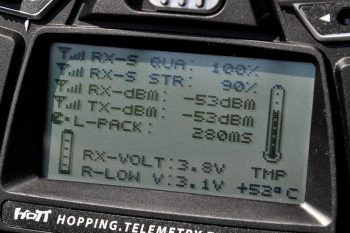 RX-S QUA: 100%
RX-S STR: 90%
RX-dBm: -53dBm
TX-dBm: -53dBm
L-PACK: 280ms
RX-VOLT:3.8V TMP
R-LOW V:3.1V +53°C
HoTT HOPPING.TELEMETRY